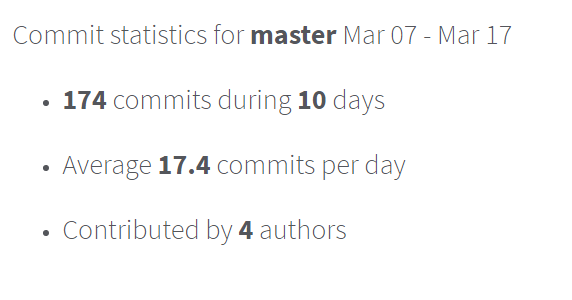 Commit statistics for master Mar 07 - Mar 17
• 174 commits during 10 days
• Average 17.4 commits per day
• Contributed by 4 authors